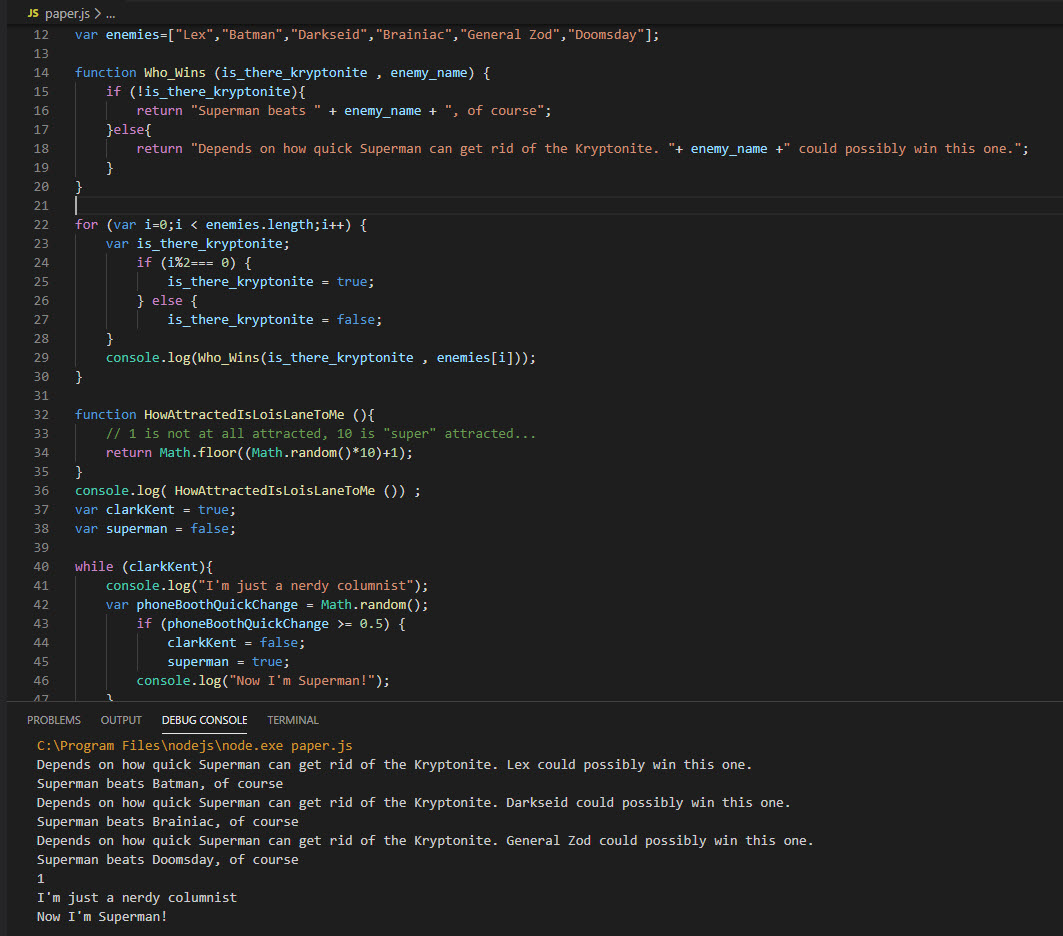 JS paper.js > ...
12 var enemies=["Lex","Batman","Darkseid","Brainiac","General Zod","Doomsday"];
13
14 function Who_Wins (is_there_kryptonite , enemy_name) {
15     if (!is_there_kryptonite){
16         return "Superman beats " + enemy_name + ", of course";
17     }else{
18         return "Depends on how quick Superman can get rid of the Kryptonite. "+ enemy_name +" could possibly win this one.";
19     }
20 }
21
22 for (var i=0;i < enemies.length;i++) {
23     var is_there_kryptonite;
24         if (i%2=== 0) {
25             is_there_kryptonite = true;
26         } else {
27             is_there_kryptonite = false;
28     }
29     console.log(Who_Wins(is_there_kryptonite , enemies[i]));
30 }
31
32 function HowAttractedIsLoisLaneToMe (){
33     // 1 is not at all attracted, 10 is "super" attracted...
34     return Math.floor((Math.random()*10)+1);
35 }
36 console.log( HowAttractedIsLoisLaneToMe ()) ;
37 var clarkKent = true;
38 var superman = false;
39
40 while (clarkKent){
41     console.log("I'm just a nerdy columnist");
42     var phoneBoothQuickChange = Math.random();
43         if (phoneBoothQuickChange >= 0.5) {
44             clarkKent = false;
45             superman = true;
46         console.log("Now I'm Superman!");
47     }
PROBLEMS OUTPUT DEBUG CONSOLE TERMINAL
C:\Program Files\nodejs\node.exe paper.js
Depends on how quick Superman can get rid of the Kryptonite. Lex could possibly win this one.
Superman beats Batman, of course
Depends on how quick Superman can get rid of the Kryptonite. Darkseid could possibly win this one.
Superman beats Brainiac, of course
Depends on how quick Superman can get rid of the Kryptonite. General Zod could possibly win this one.
Superman beats Doomsday, of course
1
I'm just a nerdy columnist
Now I'm Superman!